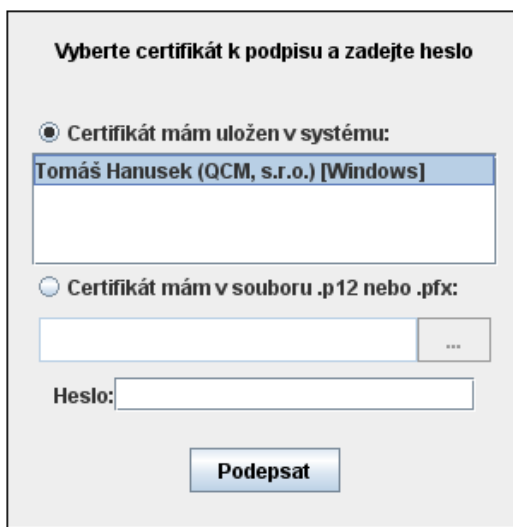 Vyberte certifikát k podpisu a zadejte heslo
Certifikát mám uložen v systému:
Tomáš Hanusek (QCM, s.r.o.) [Windows]
Certifikát mám v souboru .p12 nebo .pfx:
...
Heslo:
Podepsat